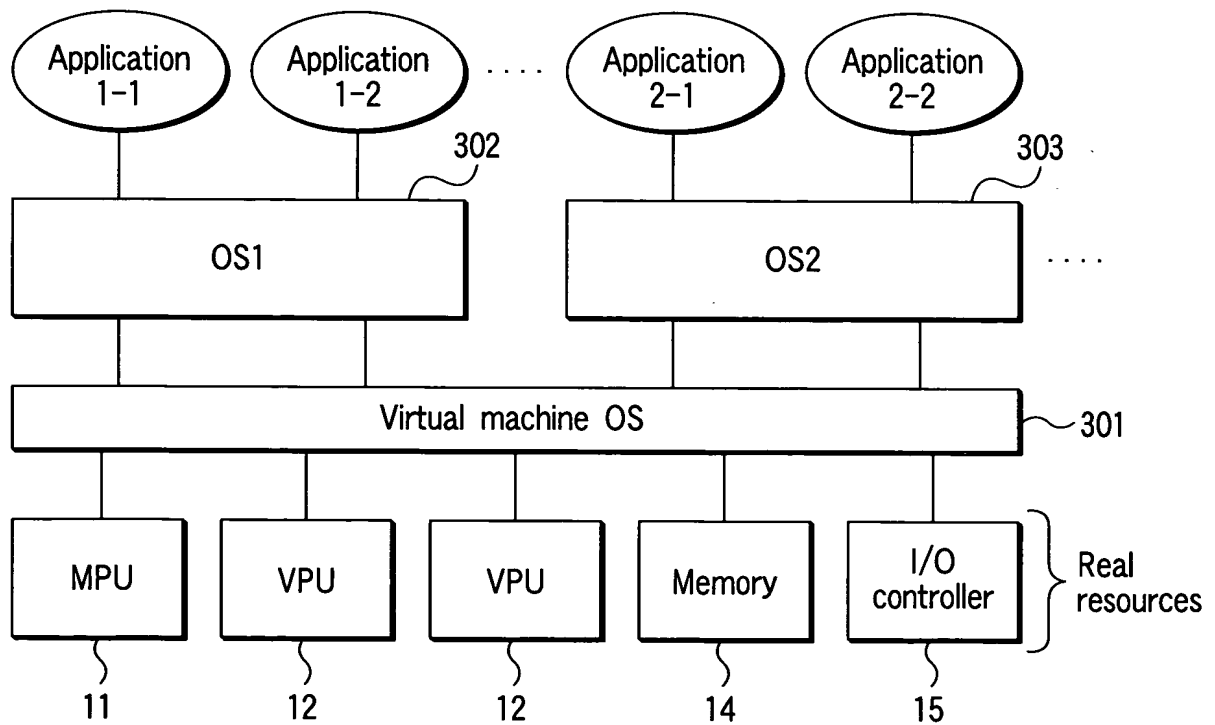 Application 1-1
Application 1-2
. . . .
Application 2-1
Application 2-2
302
303
OS1
OS2
. . . .
Virtual machine OS
301
MPU
VPU
VPU
Memory
I/O controller
Real resources
11
12
12
14
15